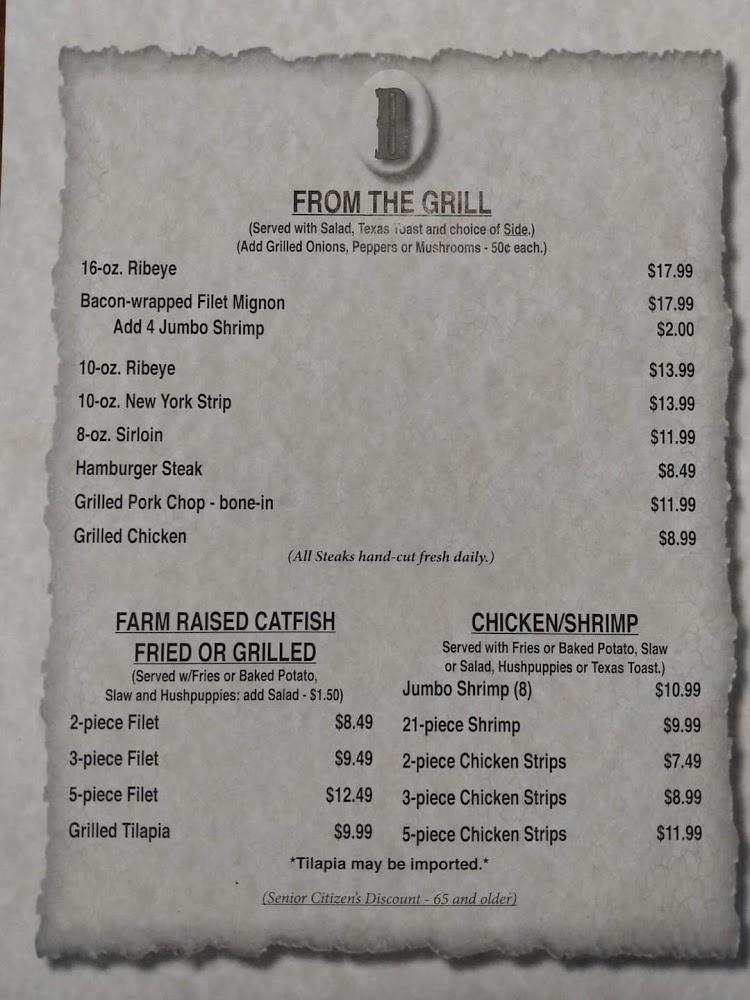 D
FROM THE GRILL
(Served with Salad, Texas Toast and choice of Side.)
(Add Grilled Onions, Peppers or Mushrooms - 50¢ each.)
16-oz. Ribeye $17.99
Bacon-wrapped Filet Mignon $17.99
Add 4 Jumbo Shrimp $2.00
10-oz. Ribeye $13.99
10-oz. New York Strip $13.99
8-oz. Sirloin $11.99
Hamburger Steak $8.49
Grilled Pork Chop - bone-in $11.99
Grilled Chicken $8.99
(All Steaks hand-cut fresh daily.)
FARM RAISED CATFISH
FRIED OR GRILLED
(Served w/Fries or Baked Potato,
Slaw and Hushpuppies: add Salad - $1.50)
2-piece Filet $8.49
3-piece Filet $9.49
5-piece Filet $12.49
Grilled Tilapia $9.99
CHICKEN/SHRIMP
Served with Fries or Baked Potato, Slaw
or Salad, Hushpuppies or Texas Toast.)
Jumbo Shrimp (8) $10.99
21-piece Shrimp $9.99
2-piece Chicken Strips $7.49
3-piece Chicken Strips $8.99
5-piece Chicken Strips $11.99
*Tilapia may be imported.*
(Senior Citizen's Discount - 65 and older)